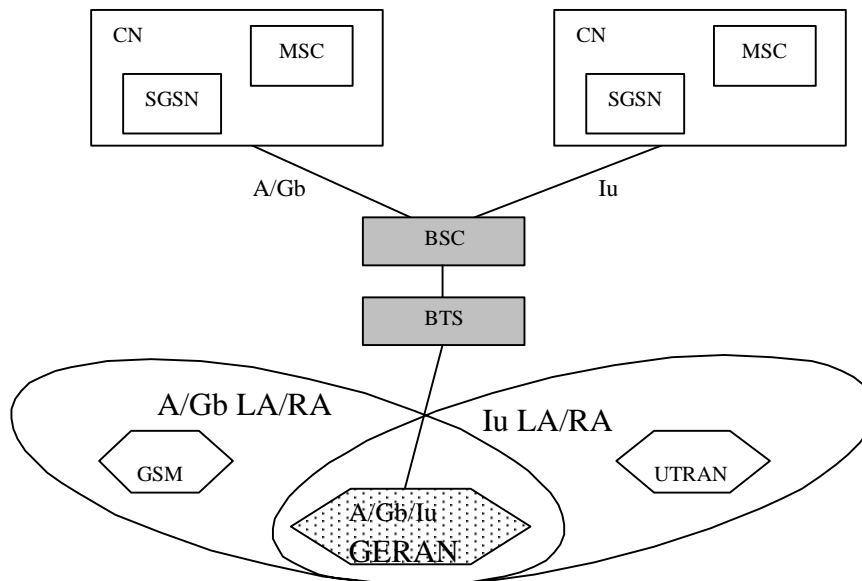 CN
MSC
SGSN
CN
MSC
SGSN
A/Gb
Iu
BSC
BTS
A/Gb LA/RA
Iu LA/RA
GSM
UTRAN
A/Gb/Iu
GERAN